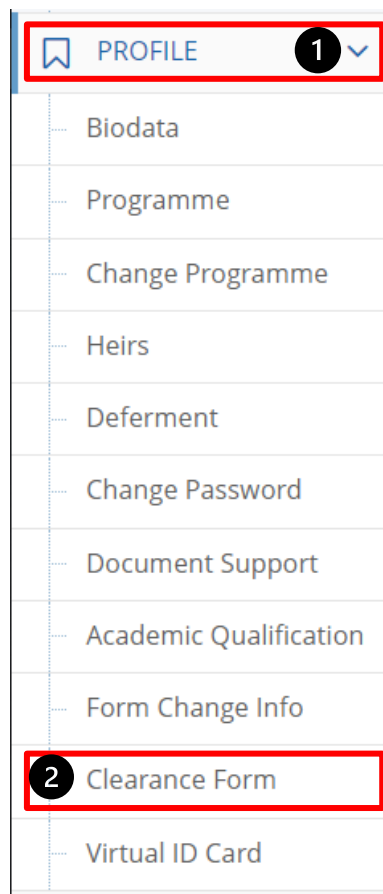 PROFILE 1
Biodata
Programme
Change Programme
Heirs
Deferment
Change Password
Document Support
Academic Qualification
Form Change Info
2 Clearance Form
Virtual ID Card